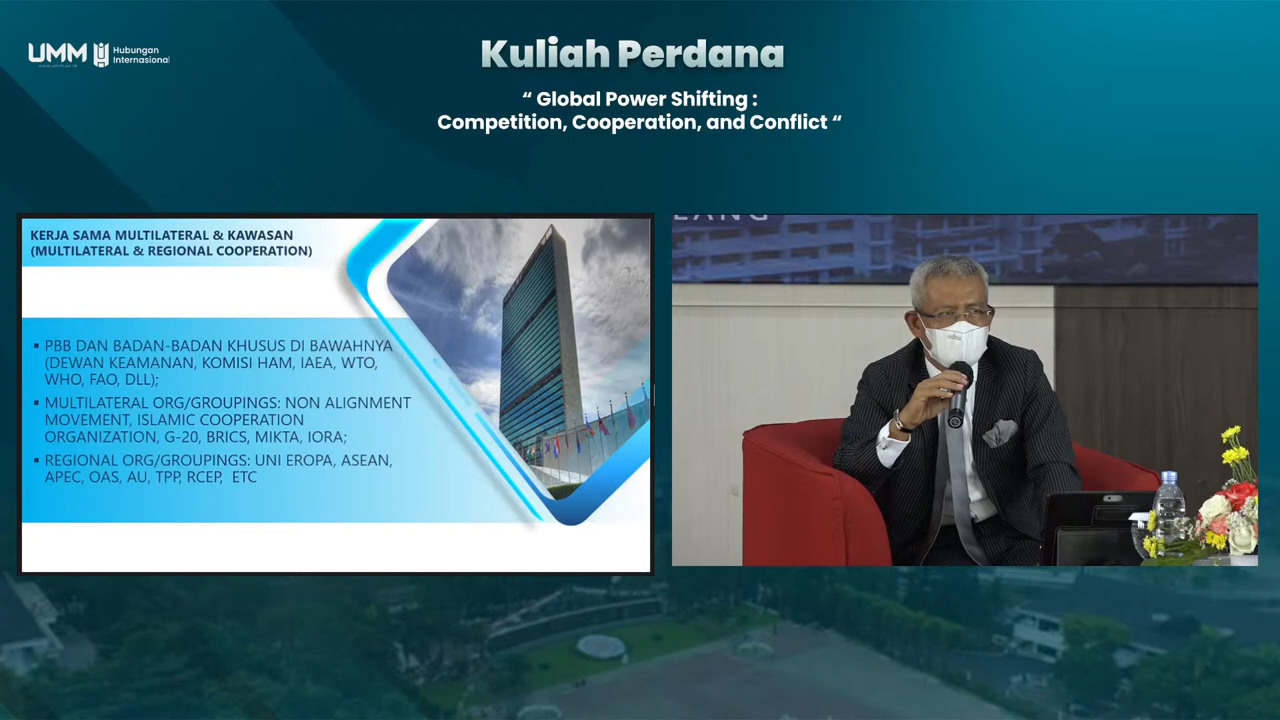 UMM
Hubungan
Internasional
Kuliah Perdana
“ Global Power Shifting :
Competition, Cooperation, and Conflict “
KERJA SAMA MULTILATERAL & KAWASAN
(MULTILATERAL & REGIONAL COOPERATION)
▪ PBB DAN BADAN-BADAN KHUSUS DI BAWAHNYA
(DEWAN KEAMANAN, KOMISI HAM, IAEA, WTO,
WHO, FAO, DLL);
▪ MULTILATERAL ORG/GROUPINGS: NON ALIGNMENT
MOVEMENT, ISLAMIC COOPERATION
ORGANIZATION, G-20, BRICS, MIKTA, IORA;
▪ REGIONAL ORG/GROUPINGS: UNI EROPA, ASEAN,
APEC, OAS, AU, TPP, RCEP, ETC